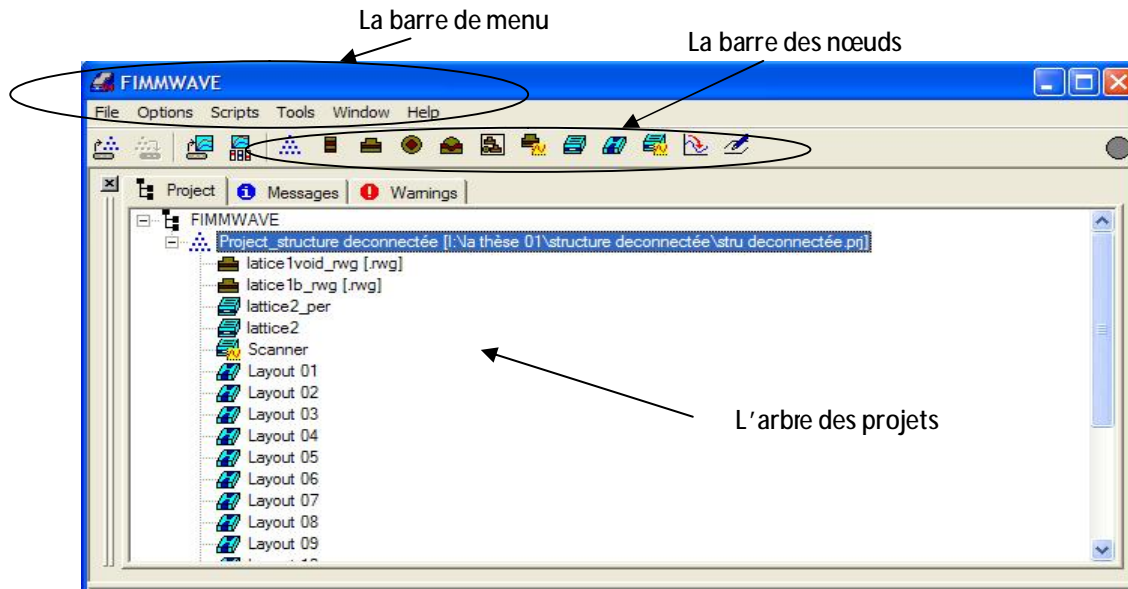 La barre de menu
La barre des nœuds
FIMMWAVE
File Options Scripts Tools Window Help
Project Messages Warnings
FIMMWAVE
Project_structure deconnectée [I:\la thèse 01\structure deconnectée\stru deconnectée.prj]
latice1void_rwg [.rwg]
latice1b_rwg [.rwg]
lattice2_per
lattice2
Scanner
Layout 01
Layout 02
Layout 03
L'arbre des projets
Layout 04
Layout 05
Layout 06
Layout 07
Layout 08
Layout 09